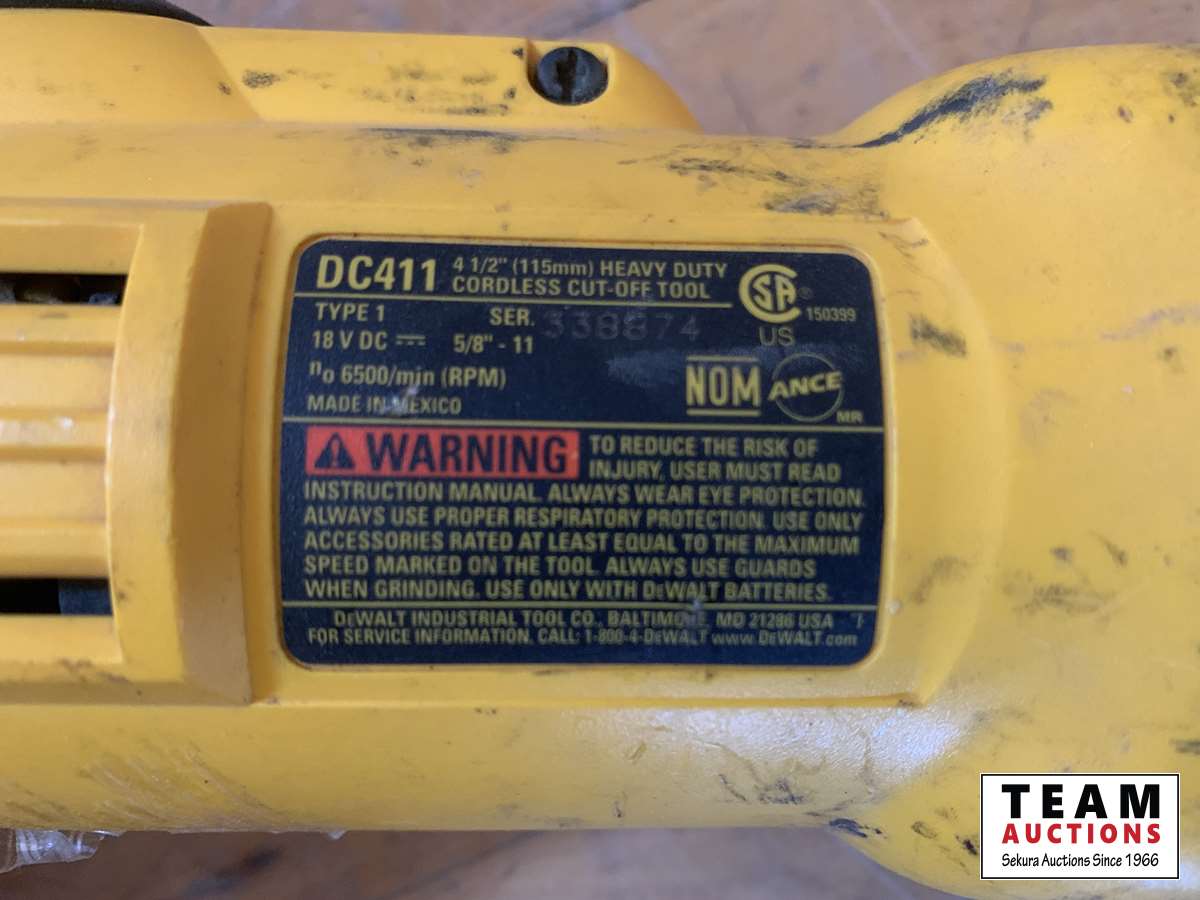 DC411 4 1/2" (115mm) HEAVY DUTY
CORDLESS CUT-OFF TOOL
TYPE 1 SER. 338874
18 V DC ⎓ 5/8" - 11
n0 6500/min (RPM)
MADE IN MEXICO
CSA ® 150399
US
NOM ANCE
MR
WARNING TO REDUCE THE RISK OF
INJURY, USER MUST READ
INSTRUCTION MANUAL. ALWAYS WEAR EYE PROTECTION.
ALWAYS USE PROPER RESPIRATORY PROTECTION. USE ONLY
ACCESSORIES RATED AT LEAST EQUAL TO THE MAXIMUM
SPEED MARKED ON THE TOOL. ALWAYS USE GUARDS
WHEN GRINDING. USE ONLY WITH DEWALT BATTERIES.
DEWALT INDUSTRIAL TOOL CO., BALTIMORE, MD 21286 USA
FOR SERVICE INFORMATION, CALL: 1-800-4-DEWALT www.DEWALT.com
TEAM
AUCTIONS
Sekura Auctions Since 1966